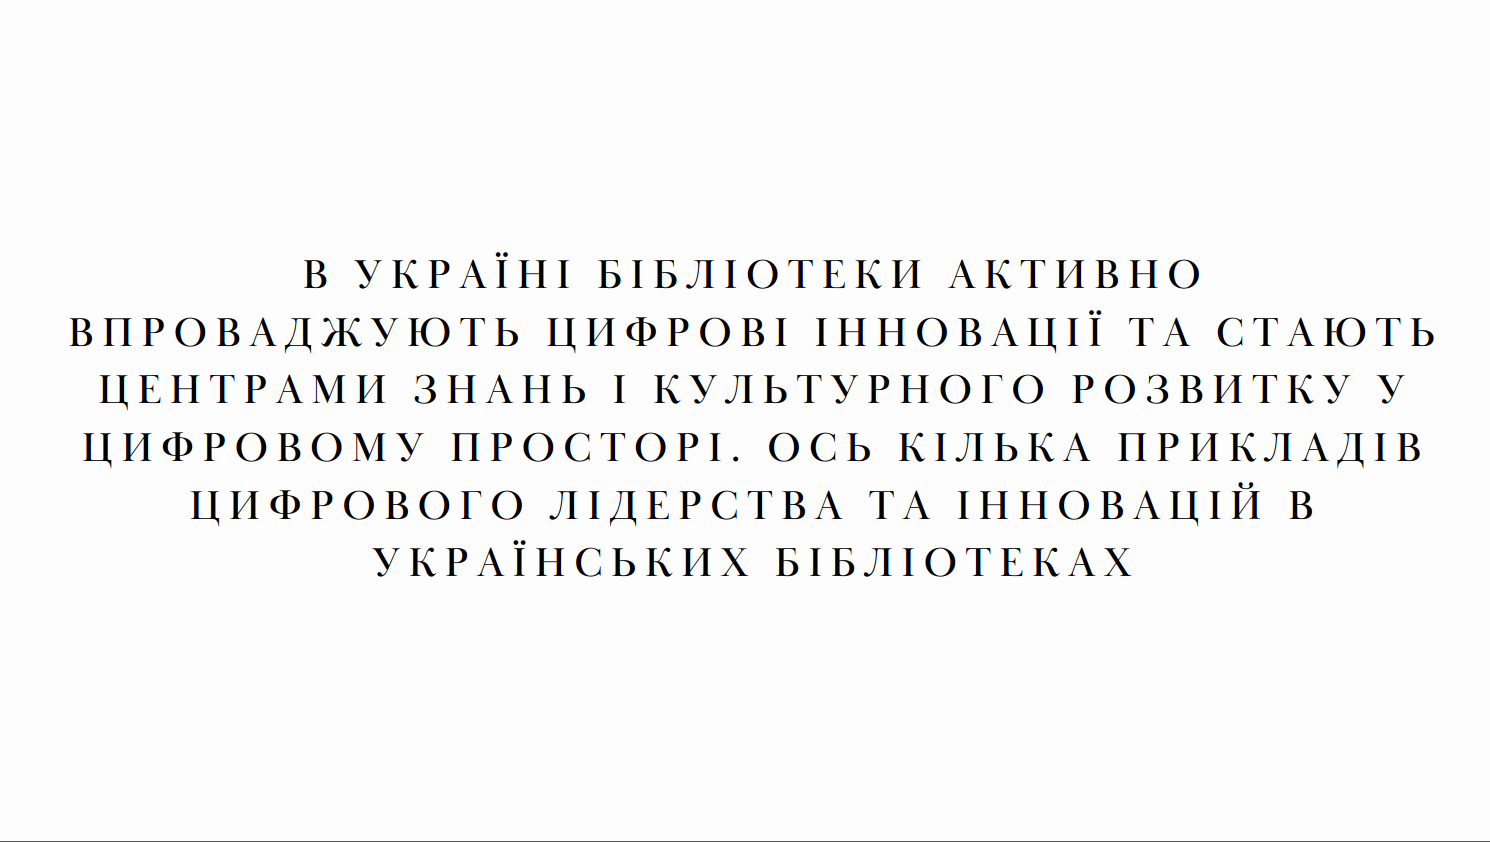 В УКРАЇНІ БІБЛІОТЕКИ АКТИВНО
ВПРОВАДЖУЮТЬ ЦИФРОВІ ІННОВАЦІЇ ТА СТАЮТЬ
ЦЕНТРАМИ ЗНАНЬ І КУЛЬТУРНОГО РОЗВИТКУ У
ЦИФРОВОМУ ПРОСТОРІ. ОСЬ КІЛЬКА ПРИКЛАДІВ
ЦИФРОВОГО ЛІДЕРСТВА ТА ІННОВАЦІЙ В
УКРАЇНСЬКИХ БІБЛІОТЕКАХ